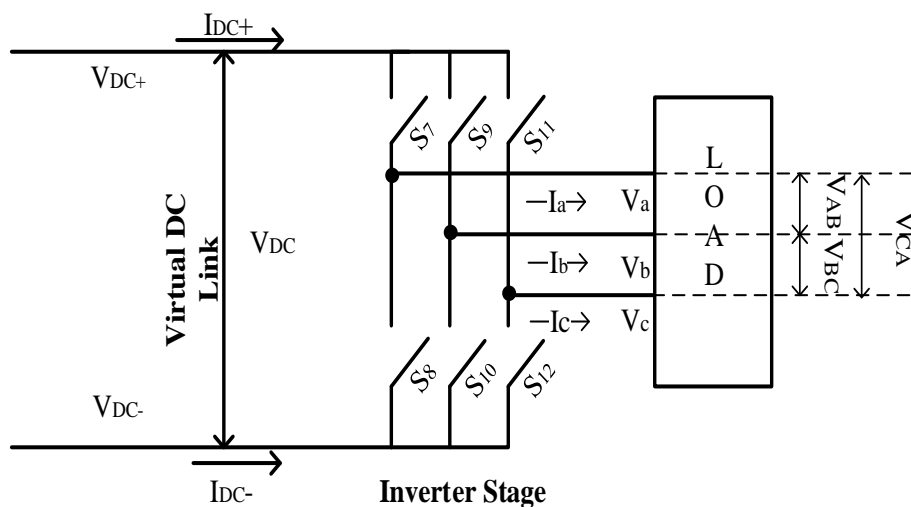 IDC+
VDC+
Virtual DC
Link
VDC
VDC-
IDC-
S7
S9
S11
S8
S10
S12
Inverter Stage
Ia
Va
Ib
Vb
Ic
Vc
L
O
A
D
VAB
VBC
VCA